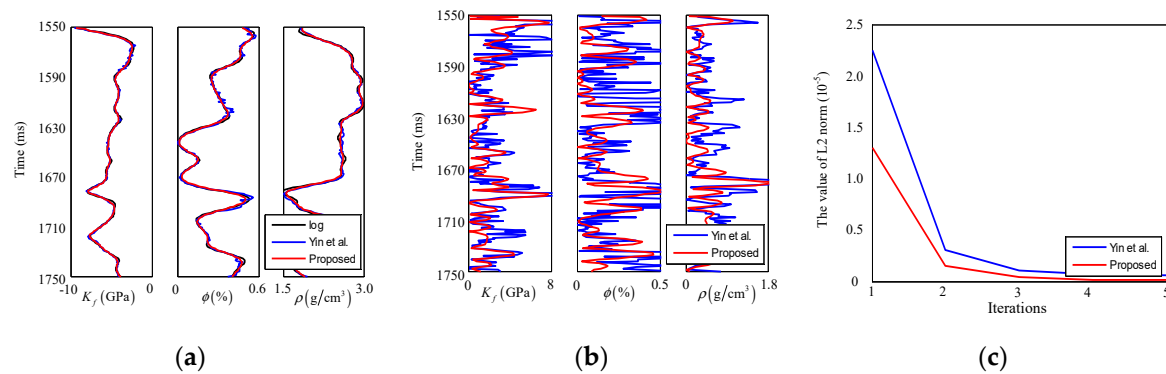 1550
1590
1630
1670
1710
1750
Time (ms)
-10 0
K_f (GPa)
0 0.6
ϕ(%)
1.5 3.0
ρ(g/cm³)
log
Yin et al.
Proposed
(a)
1550
1590
1630
1670
1710
1750
Time (ms)
0 8
K_f (GPa)
0 0.5
ϕ(%)
0 1.8
ρ(g/cm³)
Yin et al.
Proposed
(b)
2.5
2.0
1.5
1.0
0.5
0
The value of L2 norm (10⁻⁵)
1 2 3 4 5
Iterations
Yin et al.
Proposed
(c)